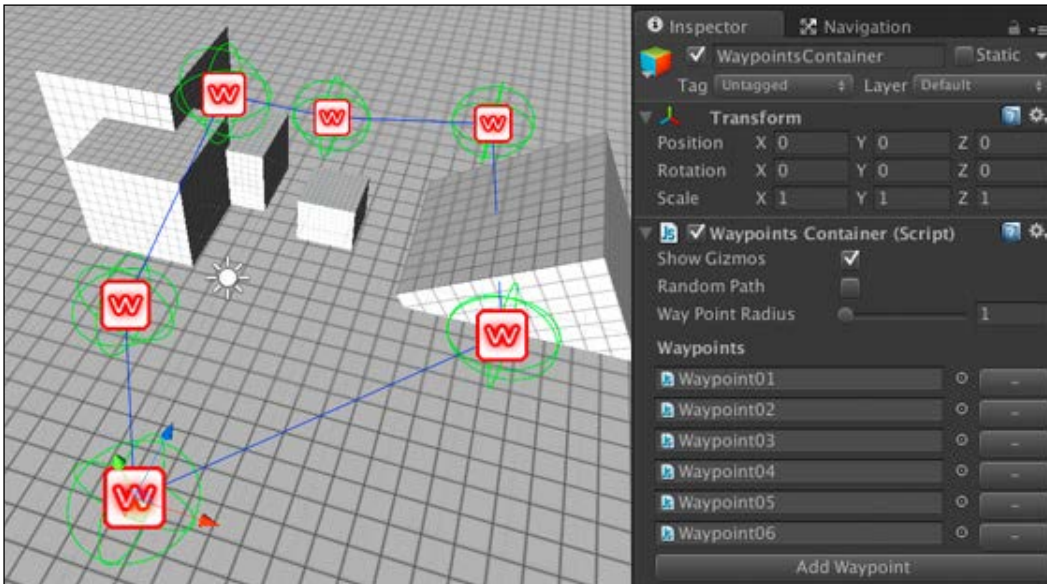 Inspector
Navigation
WaypointsContainer
Static
Tag Untagged Layer Default
Transform
Position X 0 Y 0 Z 0
Rotation X 0 Y 0 Z 0
Scale X 1 Y 1 Z 1
JS Waypoints Container (Script)
Show Gizmos
Random Path
Way Point Radius 1
Waypoints
Waypoint01
Waypoint02
Waypoint03
Waypoint04
Waypoint05
Waypoint06
Add Waypoint
W
W
W
W
W
W